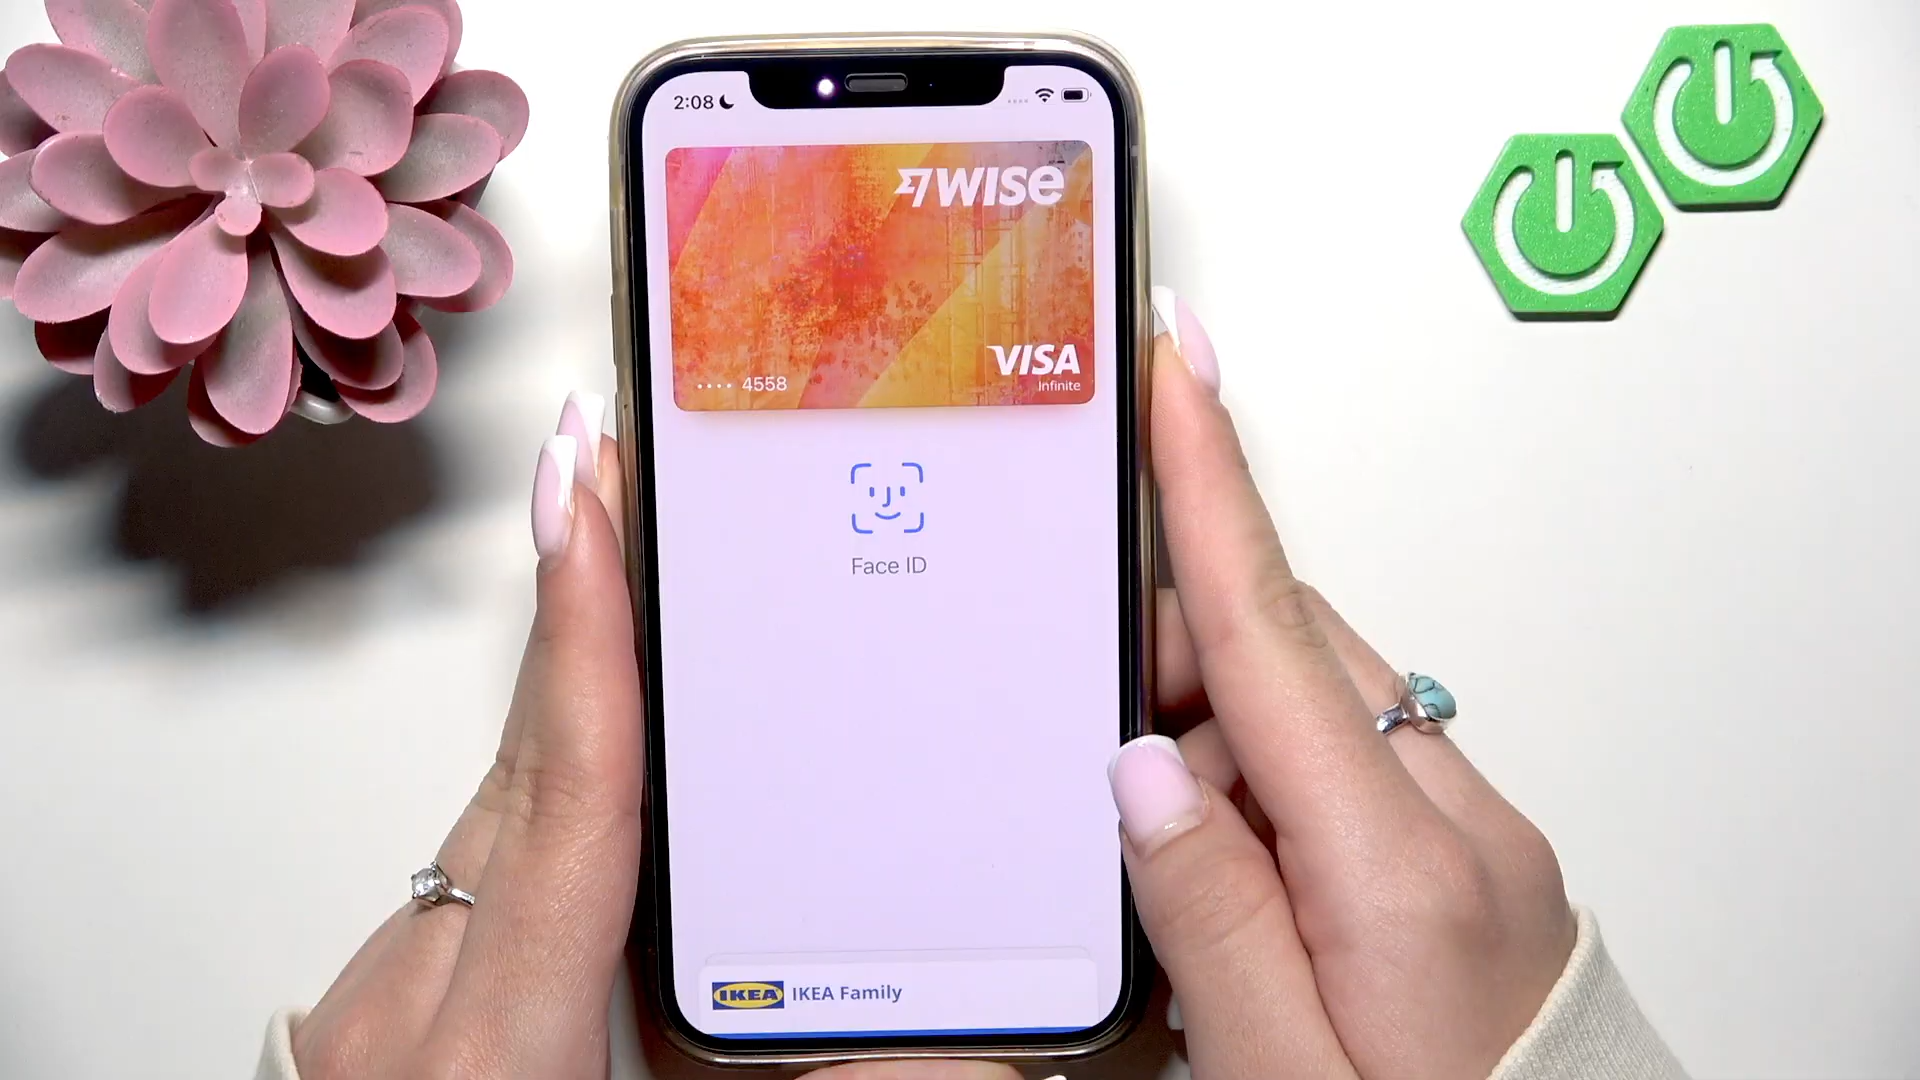 2:08
WISE
VISA
Infinite
•••• 4558
Face ID
IKEA
IKEA Family